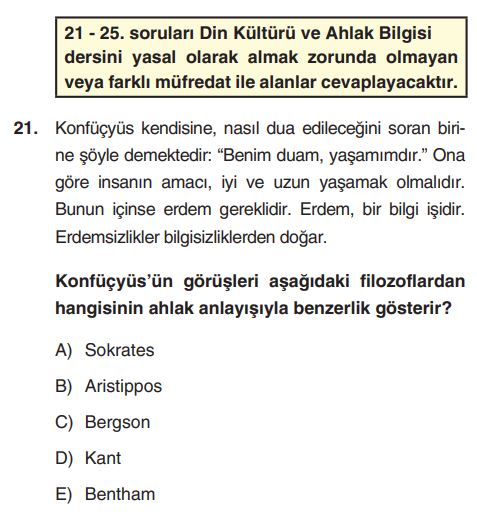 21 - 25. soruları Din Kültürü ve Ahlak Bilgisi
dersini yasal olarak almak zorunda olmayan
veya farklı müfredat ile alanlar cevaplayacaktır.
21. Konfüçyüs kendisine, nasıl dua edileceğini soran biri-
ne şöyle demektedir: “Benim duam, yaşamımdır.” Ona
göre insanın amacı, iyi ve uzun yaşamak olmalıdır.
Bunun içinse erdem gereklidir. Erdem, bir bilgi işidir.
Erdemsizlikler bilgisizliklerden doğar.
Konfüçyüs’ün görüşleri aşağıdaki filozoflardan
hangisinin ahlak anlayışıyla benzerlik gösterir?
A) Sokrates
B) Aristippos
C) Bergson
D) Kant
E) Bentham